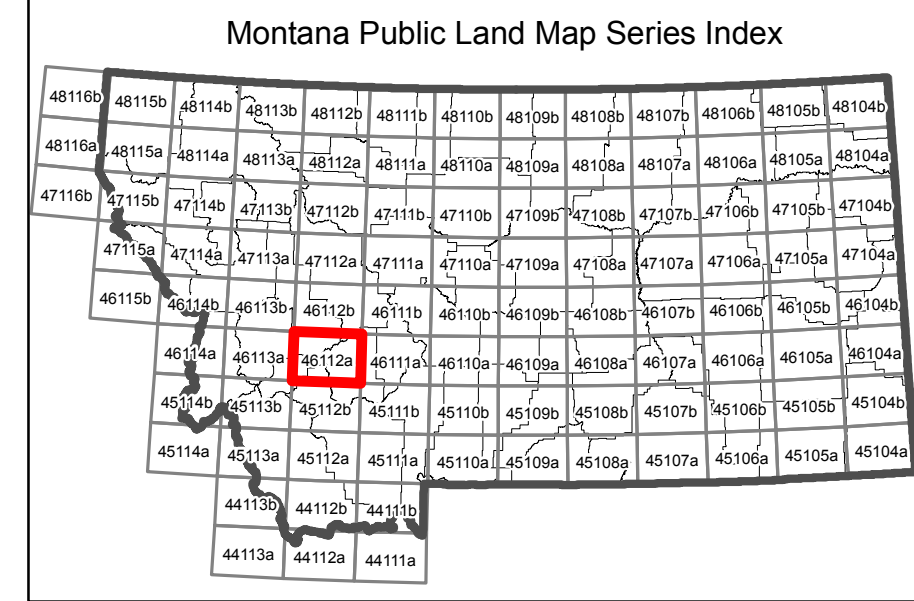 Montana Public Land Map Series Index
48116b 48115b 48114b 48113b 48112b 48111b 48110b 48109b 48108b 48107b 48106b 48105b 48104b
48116a 48115a 48114a 48113a 48112a 48111a 48110a 48109a 48108a 48107a 48106a 48105a 48104a
47116b 47115b 47114b 47113b 47112b 47111b 47110b 47109b 47108b 47107b 47106b 47105b 47104b
47115a 47114a 47113a 47112a 47111a 47110a 47109a 47108a 47107a 47106a 47105a 47104a
46115b 46114b 46113b 46112b 46111b 46110b 46109b 46108b 46107b 46106b 46105b 46104b
46114a 46113a 46112a 46111a 46110a 46109a 46108a 46107a 46106a 46105a 46104a
45114b 45113b 45112b 45111b 45110b 45109b 45108b 45107b 45106b 45105b 45104b
45114a 45113a 45112a 45111a 45110a 45109a 45108a 45107a 45106a 45105a 45104a
44113b 44112b 44111b
44113a 44112a 44111a